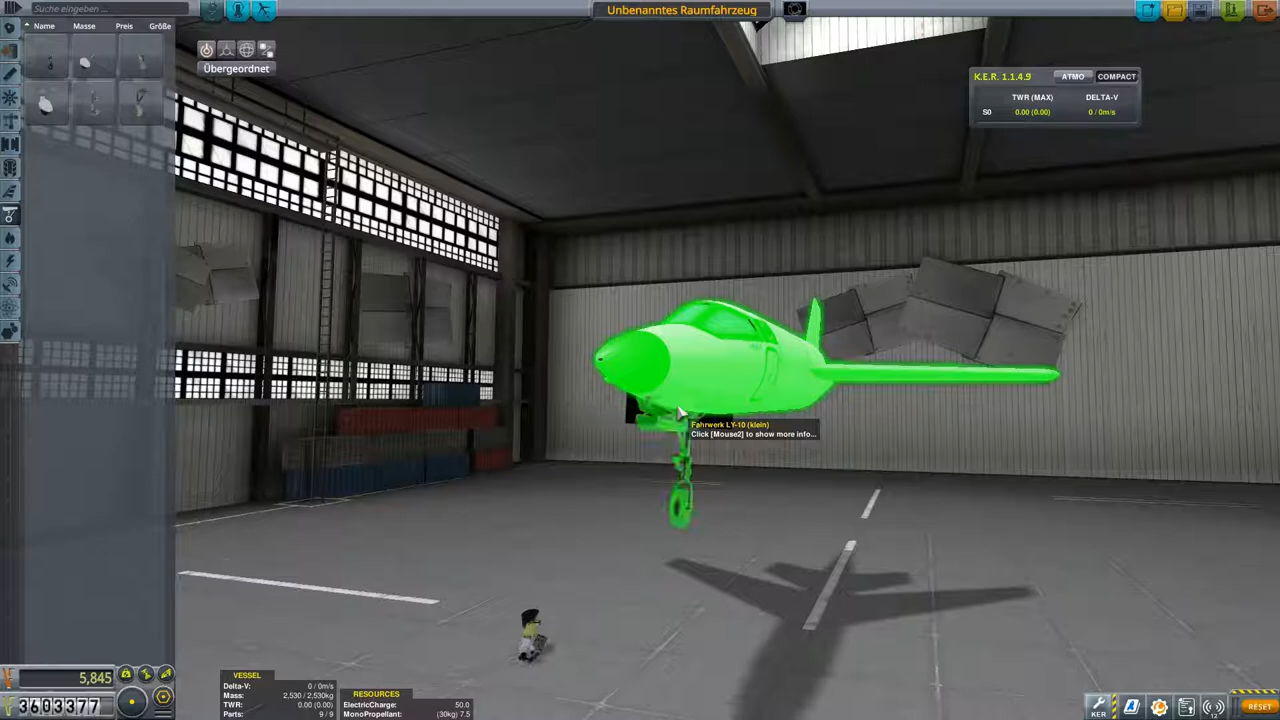 Suche eingeben ...
Unbenanntes Raumfahrzeug
Name Masse Preis Größe
Übergeordnet
K.E.R. 1.1.4.9 ATMO COMPACT
TWR (MAX) DELTA-V
S0 0.00 (0.00) 0 / 0m/s
Fahrwerk LY-10 (klein)
Click [Mouse2] to show more info...
5,845
3603377
VESSEL
Delta-V: 0 / 0m/s
Mass: 2,530 / 2,530kg
TWR: 0.00 (0.00)
Parts: 9 / 9
RESOURCES
ElectricCharge: 50.0
MonoPropellant: (30kg) 7.5
KER
RESET